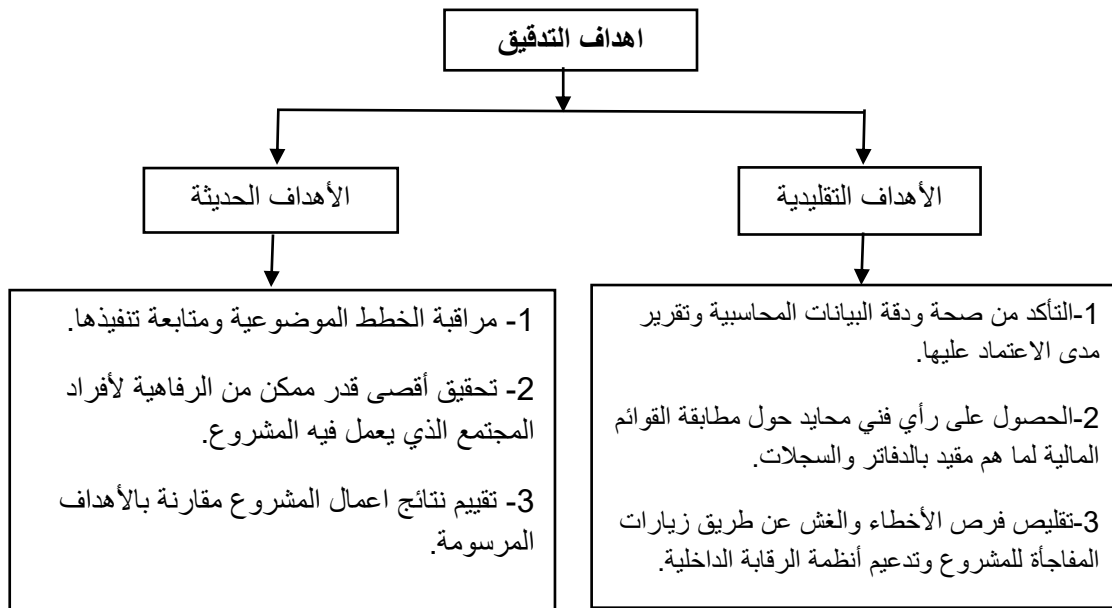 اهداف التدقيق
الأهداف التقليدية
الأهداف الحديثة
1-التأكد من صحة ودقة البيانات المحاسبية وتقرير
مدى الاعتماد عليها.
2-الحصول على رأي فني محايد حول مطابقة القوائم
المالية لما هم مقيد بالدفاتر والسجلات.
3-تقليص فرص الأخطاء والغش عن طريق زيارات
المفاجأة للمشروع وتدعيم أنظمة الرقابة الداخلية.
1- مراقبة الخطط الموضوعية ومتابعة تنفيذها.
2- تحقيق أقصى قدر ممكن من الرفاهية لأفراد
المجتمع الذي يعمل فيه المشروع.
3- تقييم نتائج اعمال المشروع مقارنة بالأهداف
المرسومة.